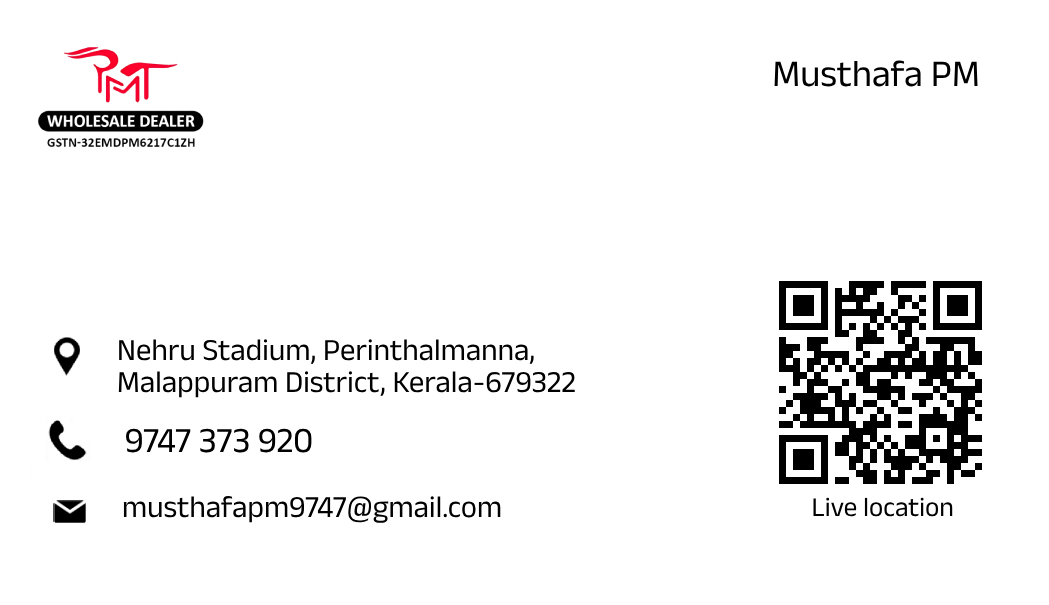 PMT
WHOLESALE DEALER
GSTN-32EMDPM6217C1ZH
Musthafa PM
Nehru Stadium, Perinthalmanna,
Malappuram District, Kerala-679322
9747 373 920
musthafapm9747@gmail.com
Live location